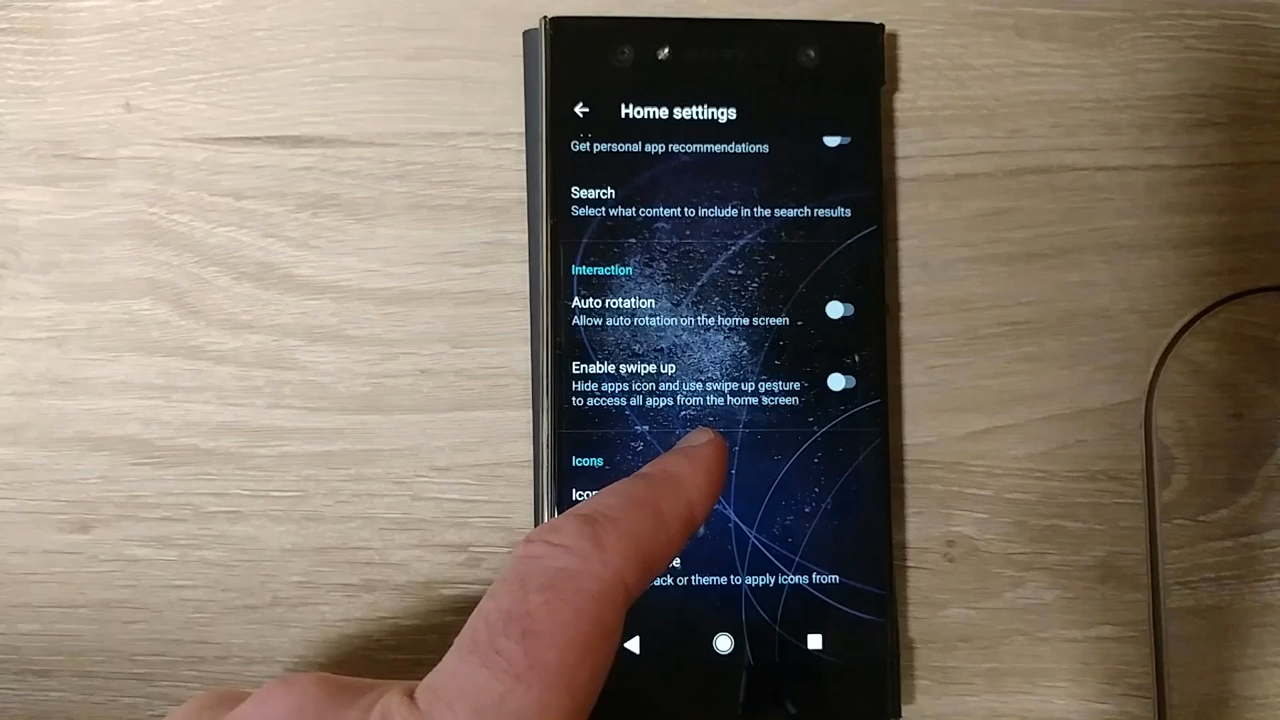 Home settings
Get personal app recommendations
Search
Select what content to include in the search results
Interaction
Auto rotation
Allow auto rotation on the home screen
Enable swipe up
Hide apps icon and use swipe up gesture
to access all apps from the home screen
Icons
or theme to apply icons from